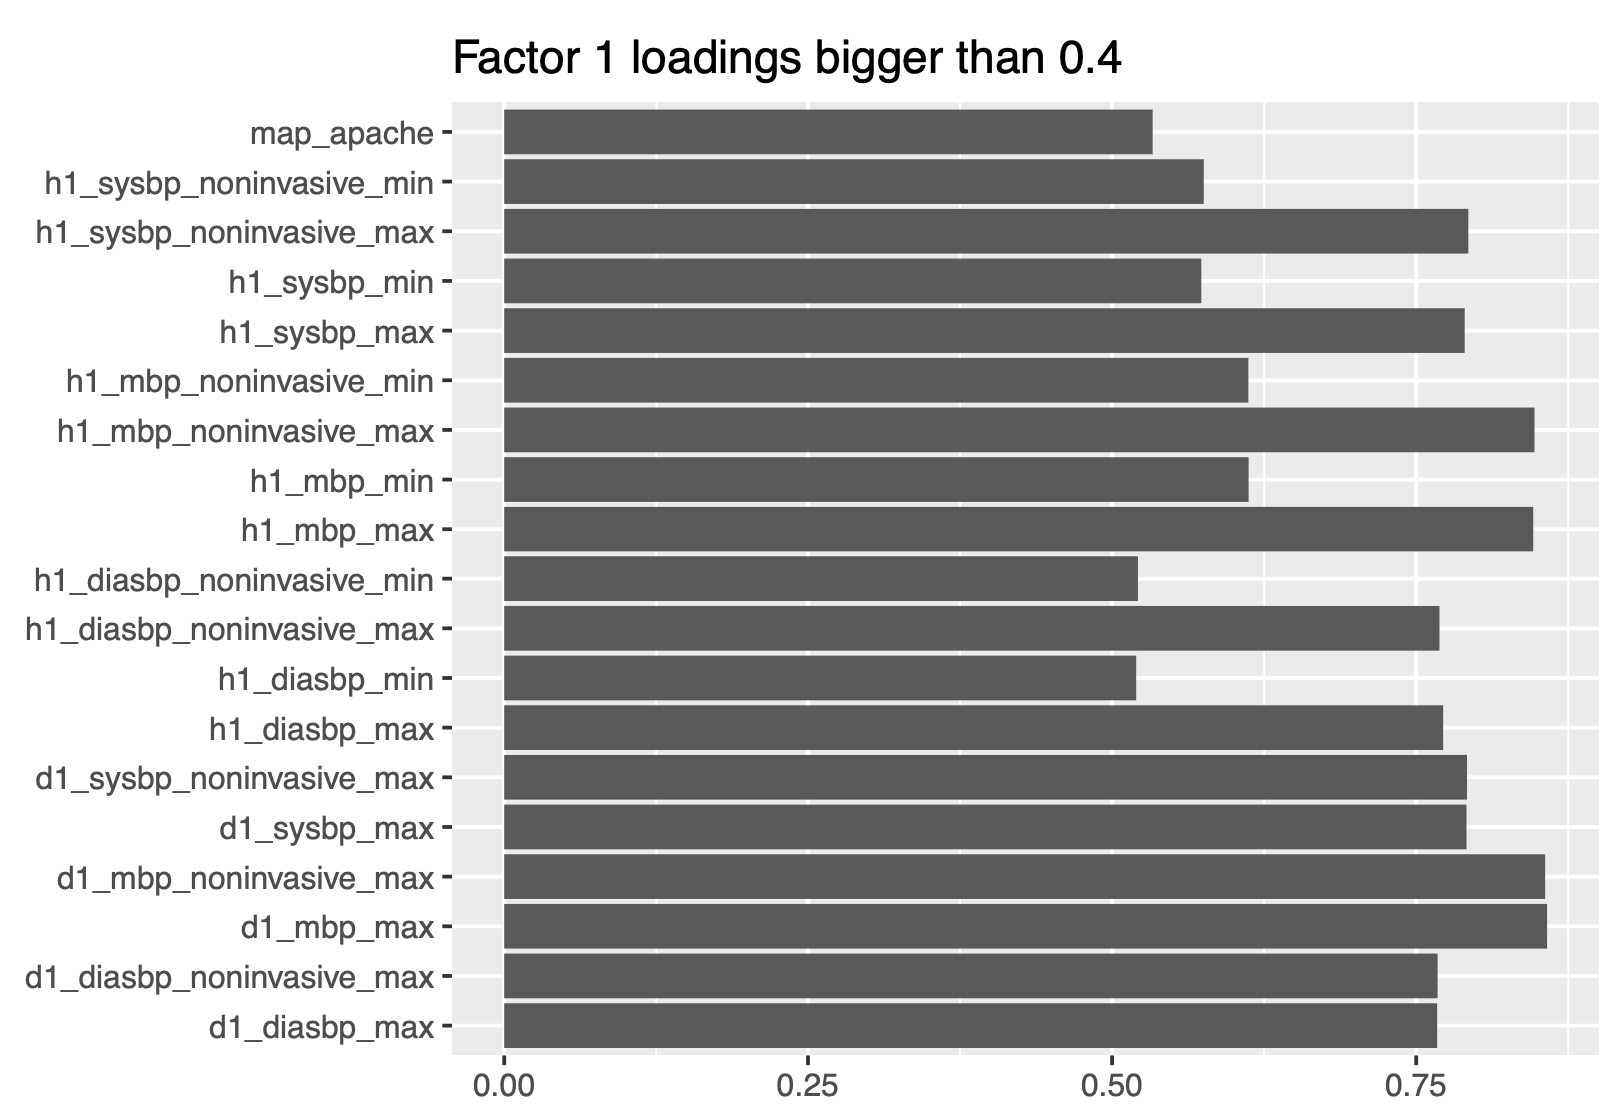 Factor 1 loadings bigger than 0.4
map_apache
h1_sysbp_noninvasive_min
h1_sysbp_noninvasive_max
h1_sysbp_min
h1_sysbp_max
h1_mbp_noninvasive_min
h1_mbp_noninvasive_max
h1_mbp_min
h1_mbp_max
h1_diasbp_noninvasive_min
h1_diasbp_noninvasive_max
h1_diasbp_min
h1_diasbp_max
d1_sysbp_noninvasive_max
d1_sysbp_max
d1_mbp_noninvasive_max
d1_mbp_max
d1_diasbp_noninvasive_max
d1_diasbp_max
0.00 0.25 0.50 0.75